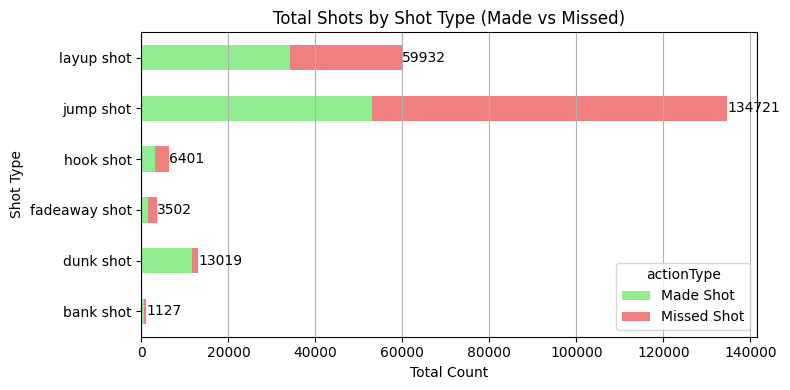 Total Shots by Shot Type (Made vs Missed)
Shot Type
layup shot
59932
jump shot
134721
hook shot
6401
fadeaway shot
3502
dunk shot
13019
bank shot
1127
actionType
Made Shot
Missed Shot
0 20000 40000 60000 80000 100000 120000 140000
Total Count